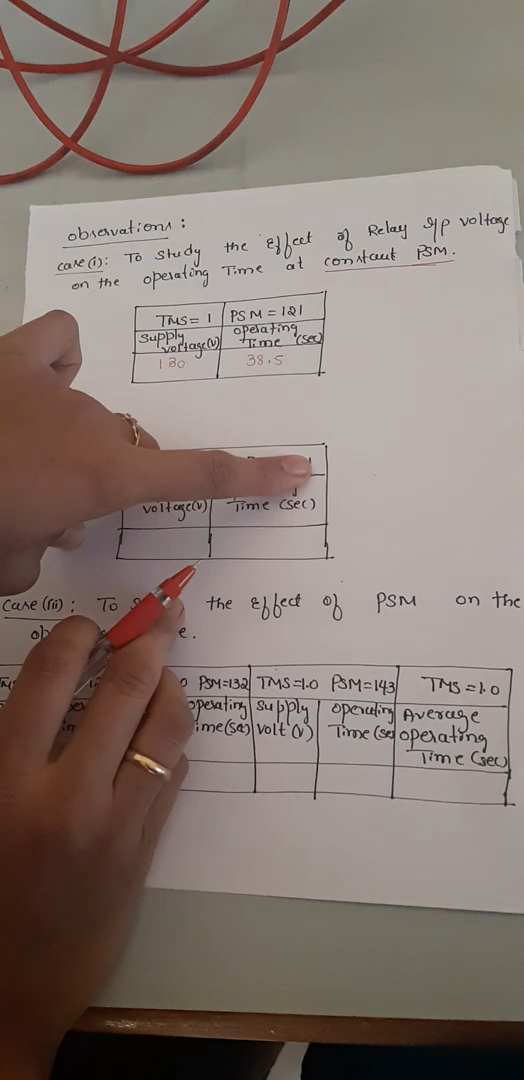 observations:
case(i): To study the Effect of Relay I/p voltage
on the operating Time at constant PSM.
TMS=1 PSM=121
Supply voltage(V) operating Time (sec)
130 38.5
voltage(V) Time (sec)
Case(iii): To the Effect of PSM on the
PSM=132 TMS=1.0 PSM=143 TMS=1.0
operating Supply operating Average
Time(sec) volt(V) Time(sec operating
Time(sec)